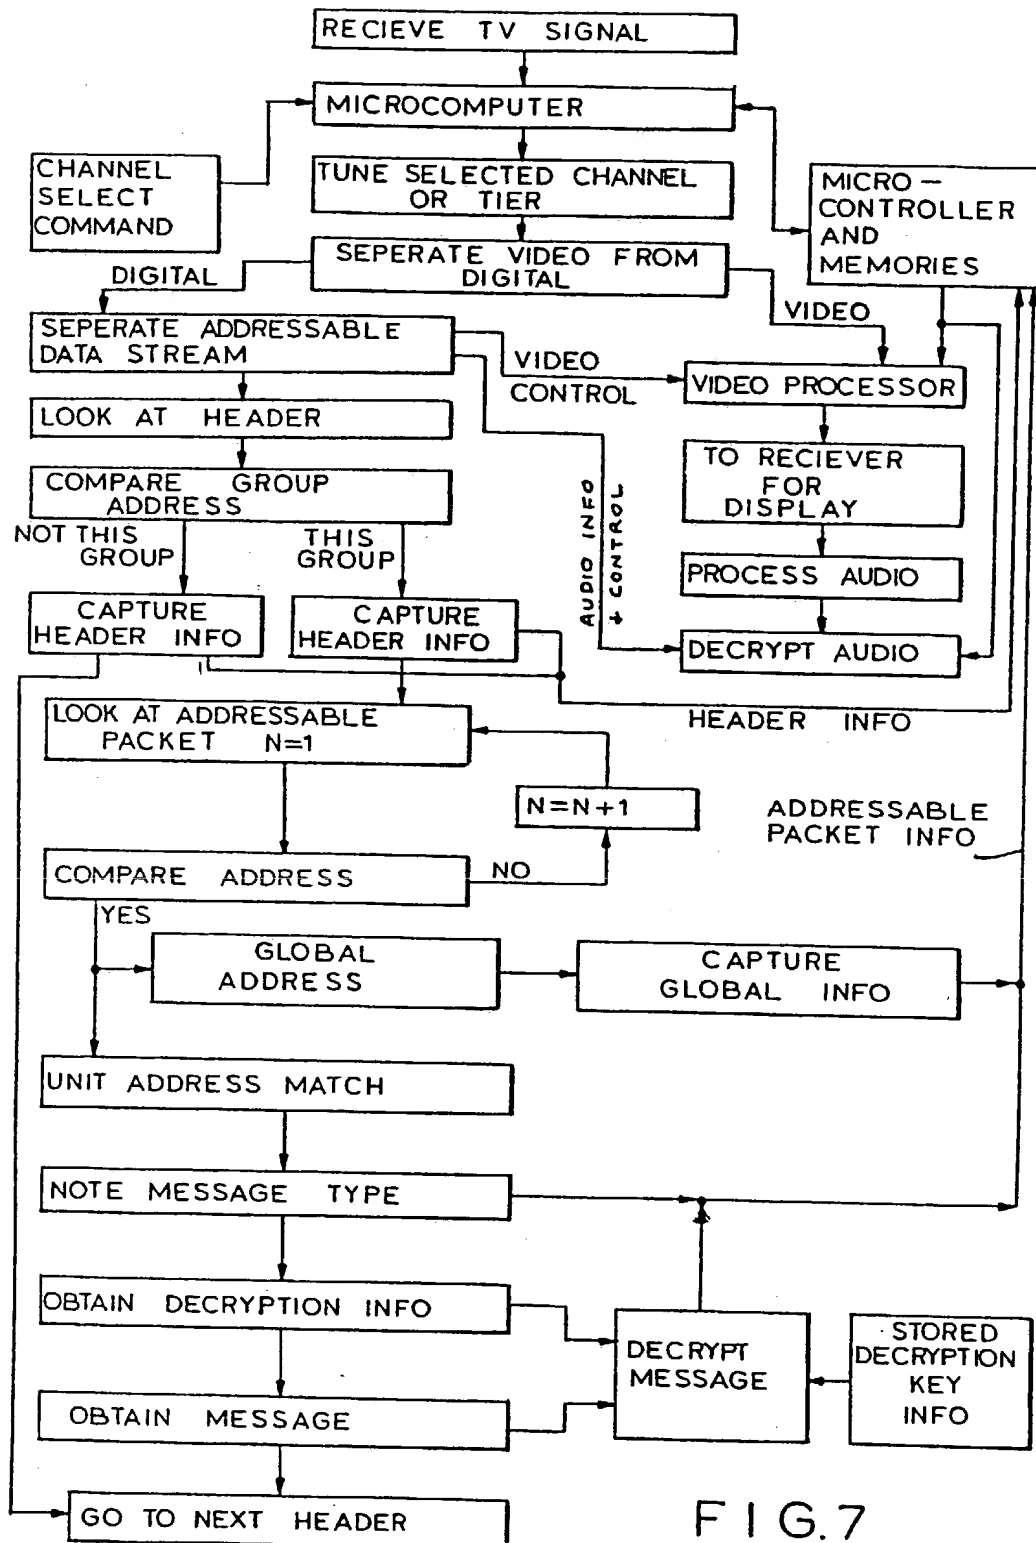 RECIEVE TV SIGNAL
MICROCOMPUTER
CHANNEL
SELECT
COMMAND
TUNE SELECTED CHANNEL
OR TIER
MICRO-
CONTROLLER
AND
MEMORIES
SEPERATE VIDEO FROM
DIGITAL
DIGITAL
VIDEO
SEPERATE ADDRESSABLE
DATA STREAM
VIDEO
CONTROL
VIDEO PROCESSOR
LOOK AT HEADER
COMPARE GROUP
ADDRESS
TO RECIEVER
FOR
DISPLAY
NOT THIS
GROUP
THIS
GROUP
AUDIO INFO
+ CONTROL
PROCESS AUDIO
CAPTURE
HEADER INFO
CAPTURE
HEADER INFO
DECRYPT AUDIO
HEADER INFO
LOOK AT ADDRESSABLE
PACKET N=1
N=N+1
ADDRESSABLE
PACKET INFO
COMPARE ADDRESS
NO
YES
GLOBAL
ADDRESS
CAPTURE
GLOBAL INFO
UNIT ADDRESS MATCH
NOTE MESSAGE TYPE
OBTAIN DECRYPTION INFO
DECRYPT
MESSAGE
STORED
DECRYPTION
KEY
INFO
OBTAIN MESSAGE
GO TO NEXT HEADER
FIG.7